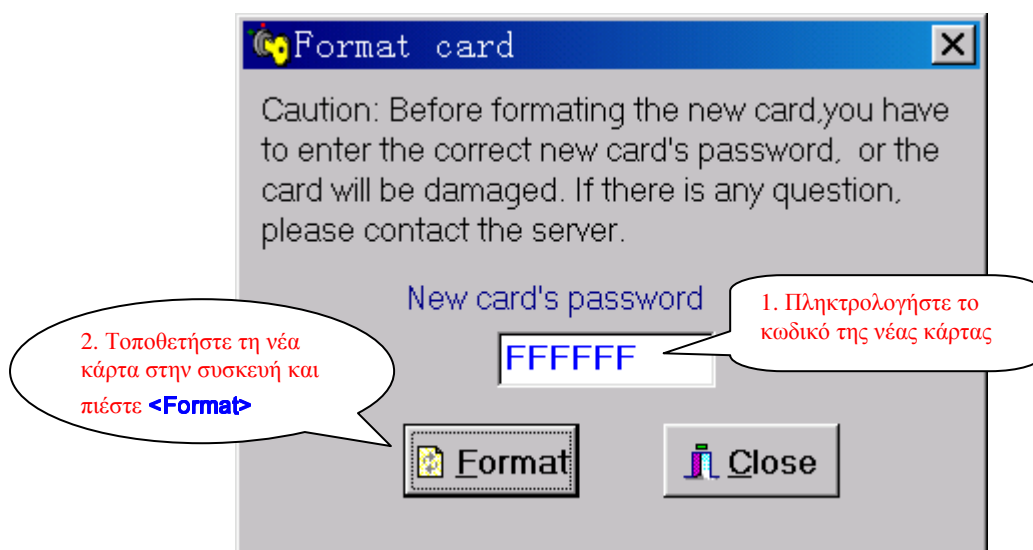 Format card
Caution: Before formating the new card,you have
to enter the correct new card's password, or the
card will be damaged. If there is any question,
please contact the server.
New card's password
1. Πληκτρολογήστε το
κωδικό της νέας κάρτας
FFFFFF
2. Τοποθετήστε τη νέα
κάρτα στην συσκευή και
πιέστε <Format>
Format
Close